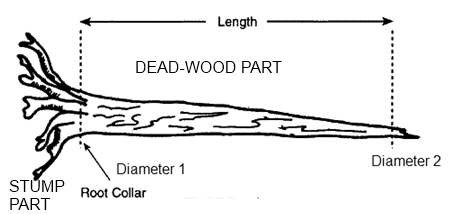 Length
DEAD-WOOD PART
Diameter 1
Diameter 2
STUMP
PART
Root Collar